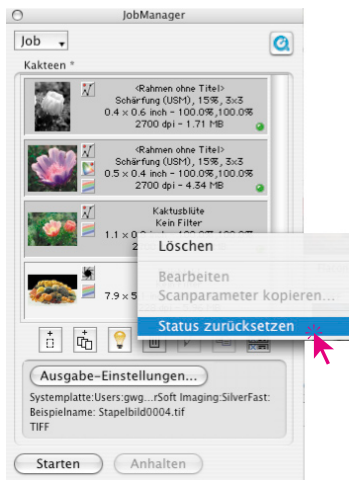 JobManager
Job
Kakteen *
<Rahmen ohne Titel>
Schärfung (USM), 15%, 3x3
0.4 x 0.6 inch - 100.0%,100.0%
2700 dpi - 1.71 MB
<Rahmen ohne Titel>
Schärfung (USM), 15%, 3x3
0.5 x 0.4 inch - 100.0%,100.0%
2700 dpi - 4.34 MB
Kaktusblüte
Kein Filter
1.1 x
7.9 x
Löschen
Bearbeiten
Scanparameter kopieren...
Status zurücksetzen
Ausgabe-Einstellungen...
Systemplatte:Users:gwg...rSoft Imaging:SilverFast:
Beispielname: Stapelbild0004.tif
TIFF
Starten
Anhalten